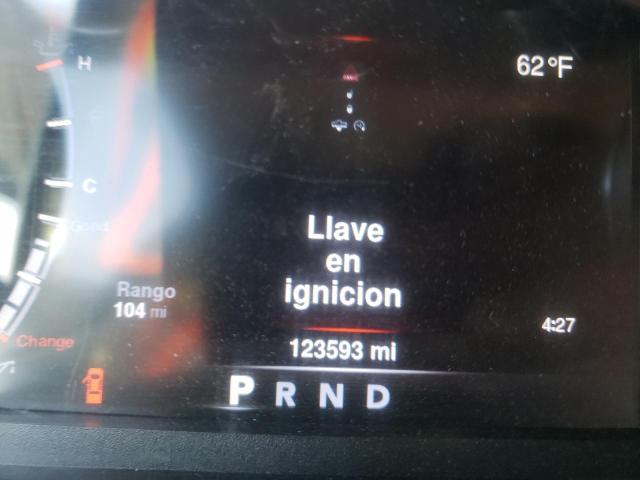 H
62°F
C
Good
Llave
en
ignicion
Rango
104 mi
4:27
Change
123593 mi
P R N D